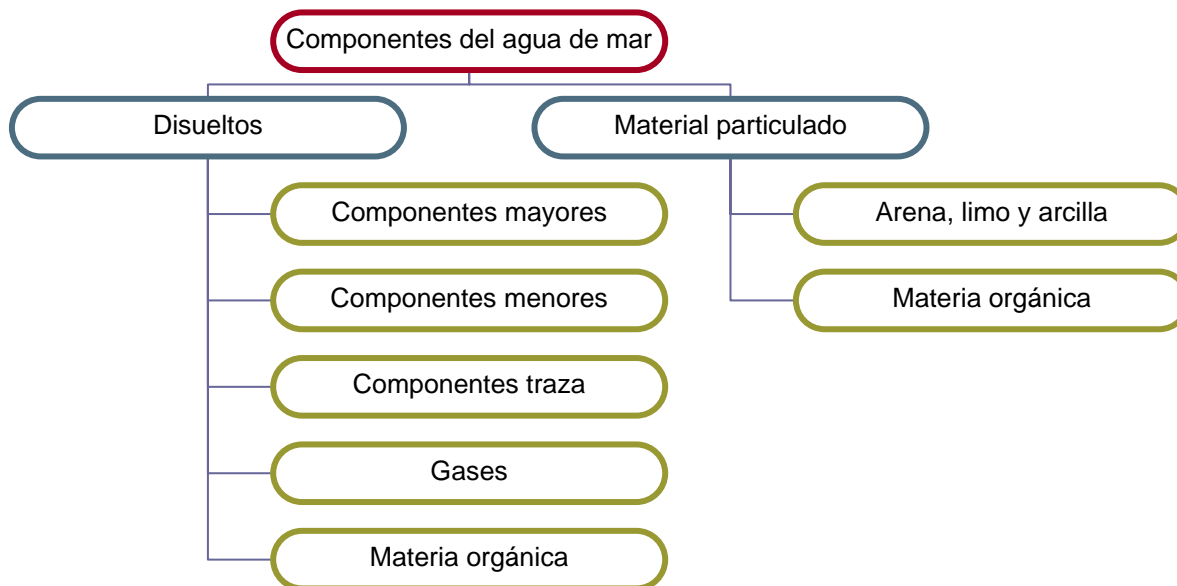 Componentes del agua de mar
Disueltos
Material particulado
Componentes mayores
Arena, limo y arcilla
Componentes menores
Materia orgánica
Componentes traza
Gases
Materia orgánica